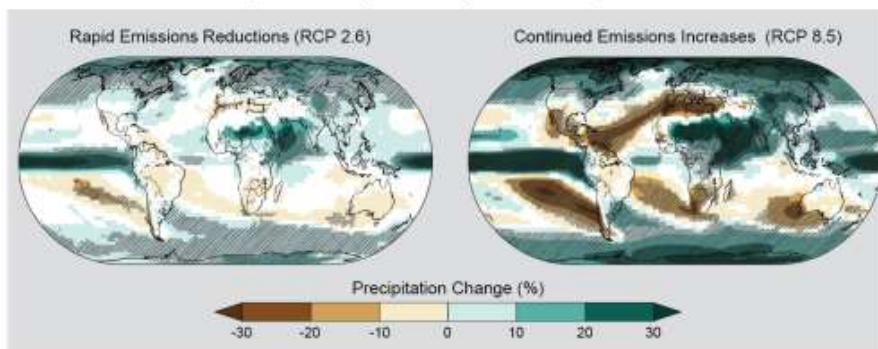 Rapid Emissions Reductions (RCP 2.6)
Continued Emissions Increases (RCP 8.5)
Precipitation Change (%)
-30 -20 -10 0 10 20 30